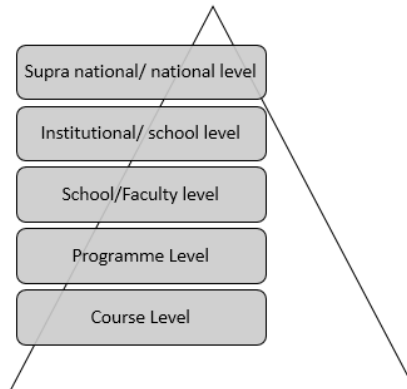 Supra national/ national level
Institutional/ school level
School/Faculty level
Programme Level
Course Level